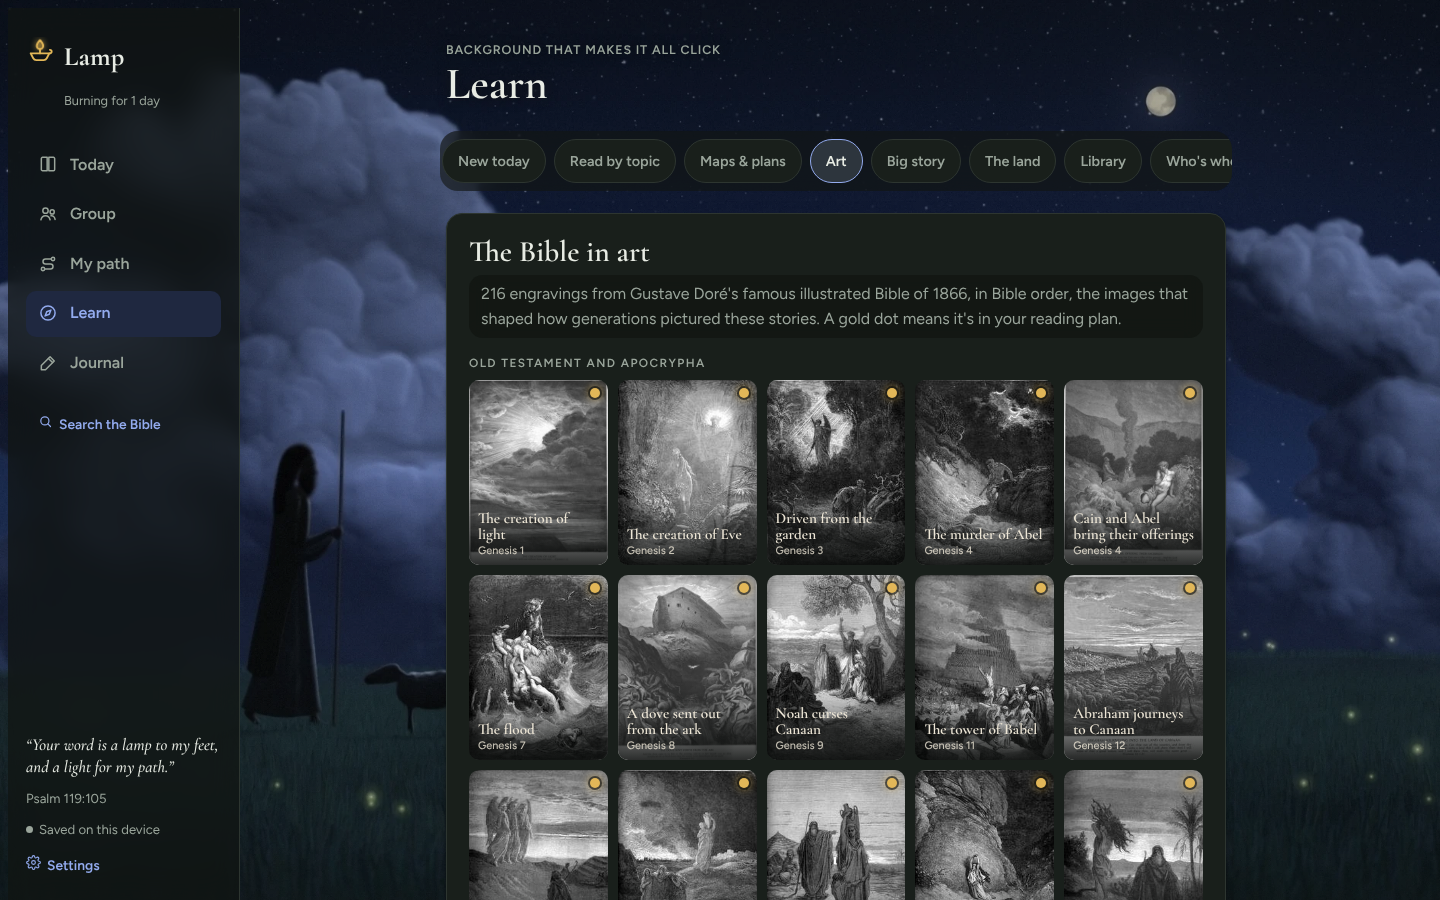 Lamp
Burning for 1 day
Today
Group
My path
Learn
Journal
Search the Bible
“Your word is a lamp to my feet,
and a light for my path.”
Psalm 119:105
Saved on this device
Settings
BACKGROUND THAT MAKES IT ALL CLICK
Learn
New today
Read by topic
Maps & plans
Art
Big story
The land
Library
Who's who
The Bible in art
216 engravings from Gustave Doré's famous illustrated Bible of 1866, in Bible order, the images that
shaped how generations pictured these stories. A gold dot means it's in your reading plan.
OLD TESTAMENT AND APOCRYPHA
The creation of
light
Genesis 1
The creation of Eve
Genesis 2
Driven from the
garden
Genesis 3
The murder of Abel
Genesis 4
Cain and Abel
bring their offerings
Genesis 4
The flood
Genesis 7
A dove sent out
from the ark
Genesis 8
Noah curses
Canaan
Genesis 9
The tower of Babel
Genesis 11
Abraham journeys
to Canaan
Genesis 12